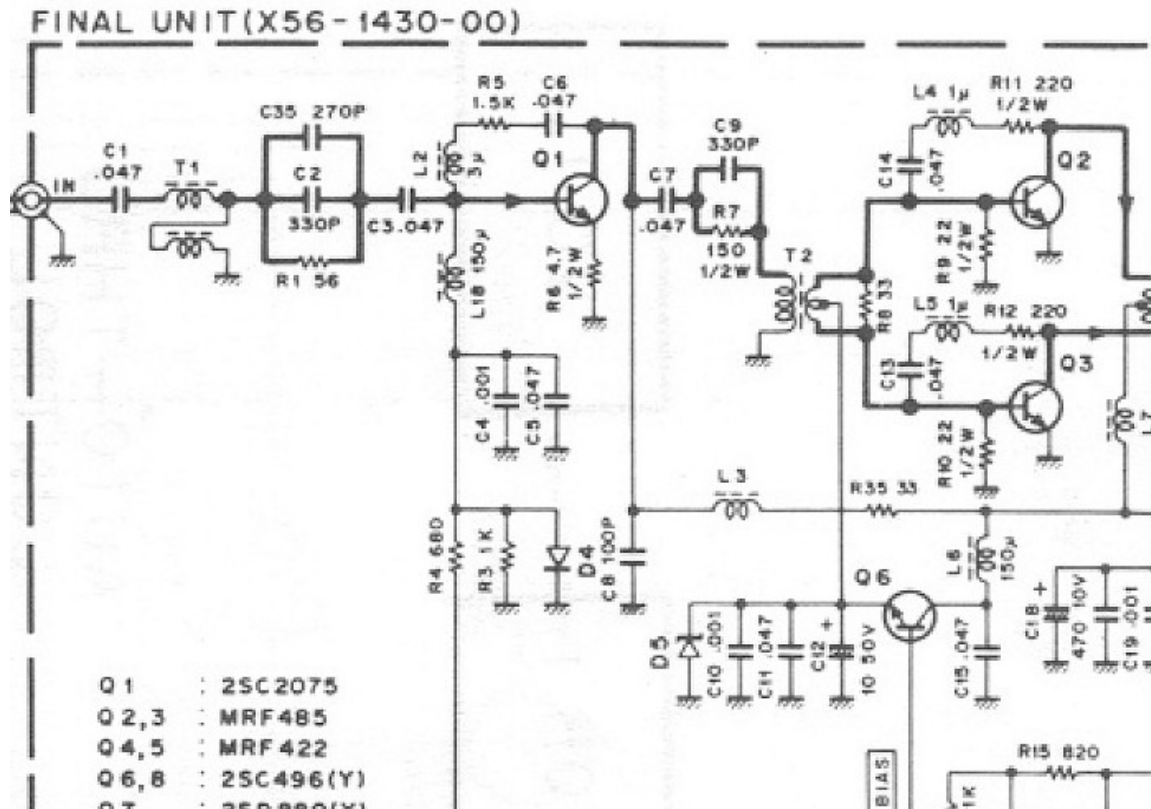 FINAL UNIT(X56-1430-00)
IN
C1
.047
T1
C35 270P
C2
330P
R1 56
C3.047
R5
1.5K
C6
.047
L2
3μ
Q1
L18 150μ
R6 4.7
1/2W
C7
.047
C9
330P
R7
150
1/2W
T2
R8 33
L4 1μ
R11 220
1/2W
C14
.047
Q2
R9 22
1/2W
L5 1μ
R12 220
1/2W
C13
.047
Q3
R10 22
1/2W
L7
C4 .001
C5 .047
L3
R35 33
R4 680
R3 1K
D4
C8 100P
L6
150μ
Q6
D5
C10 .001
C11 .047
C12
+
10 50V
C15 .047
C18
+
470 10V
C19 .001
R15 820
BIAS
1K
Q1 : 2SC2075
Q2,3 : MRF485
Q4,5 : MRF422
Q6,8 : 2SC496(Y)